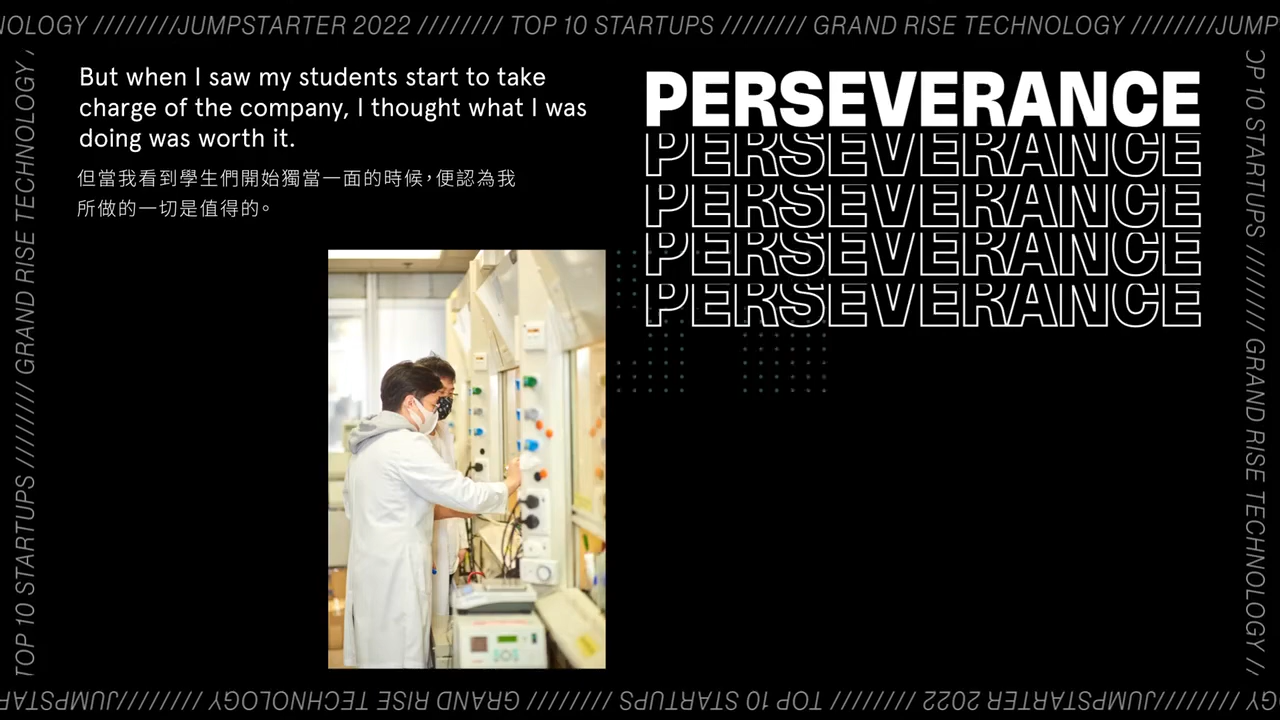 NOLOGY ////////JUMPSTARTER 2022 //////// TOP 10 STARTUPS //////// GRAND RISE TECHNOLOGY ////////JUMP
But when I saw my students start to take
charge of the company, I thought what I was
doing was worth it.
但當我看到學生們開始獨當一面的時候，便認為我
所做的一切是值得的。
PERSEVERANCE
PERSEVERANCE
PERSEVERANCE
PERSEVERANCE
PERSEVERANCE
TOP 10 STARTUPS //////// GRAND RISE TECHNOLOGY /
OP 10 STARTUPS //////// GRAND RISE TECHNOLOGY //
GY ////////JUMPSTARTER 2022 //////// TOP 10 STARTUPS //////// GRAND RISE TECHNOLOGY ////////JUMPSTAR